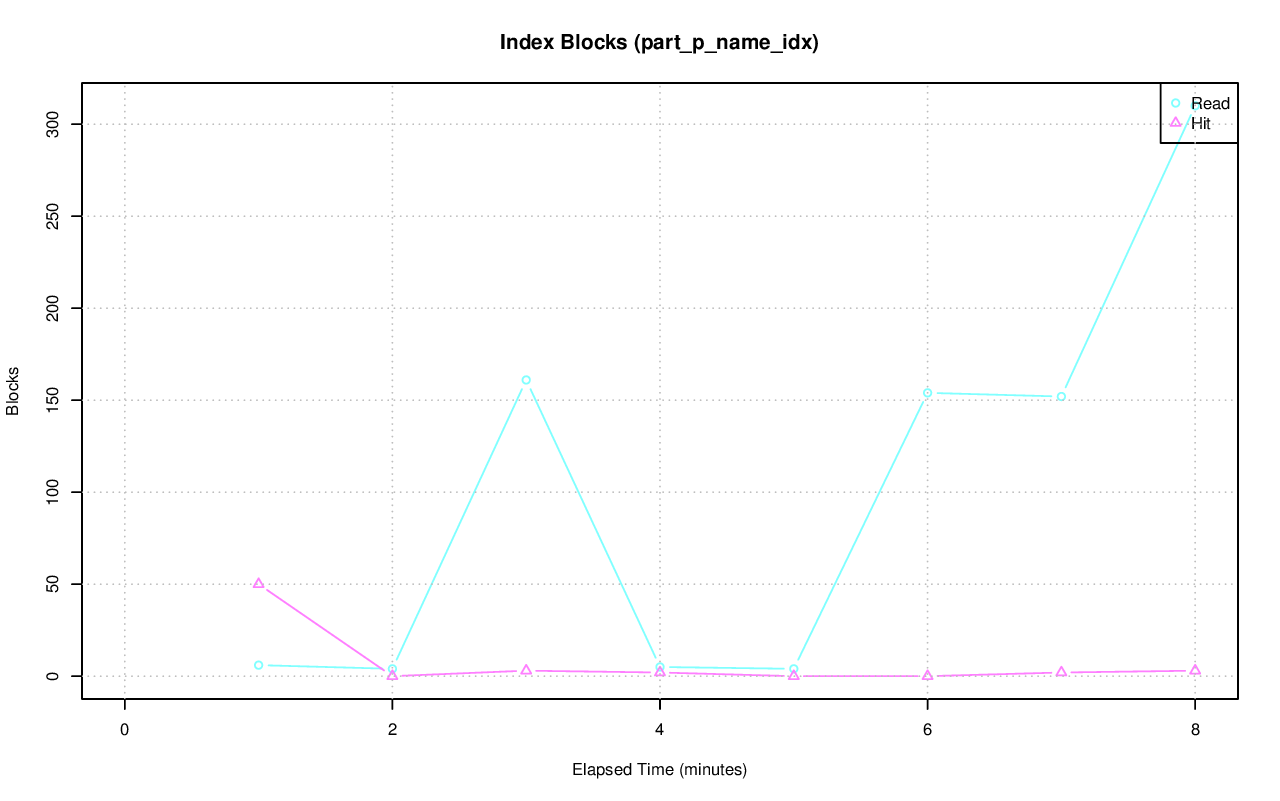 Index Blocks (part_p_name_idx)
Read
Hit
300
250
200
150
100
50
0
Blocks
0 2 4 6 8
Elapsed Time (minutes)